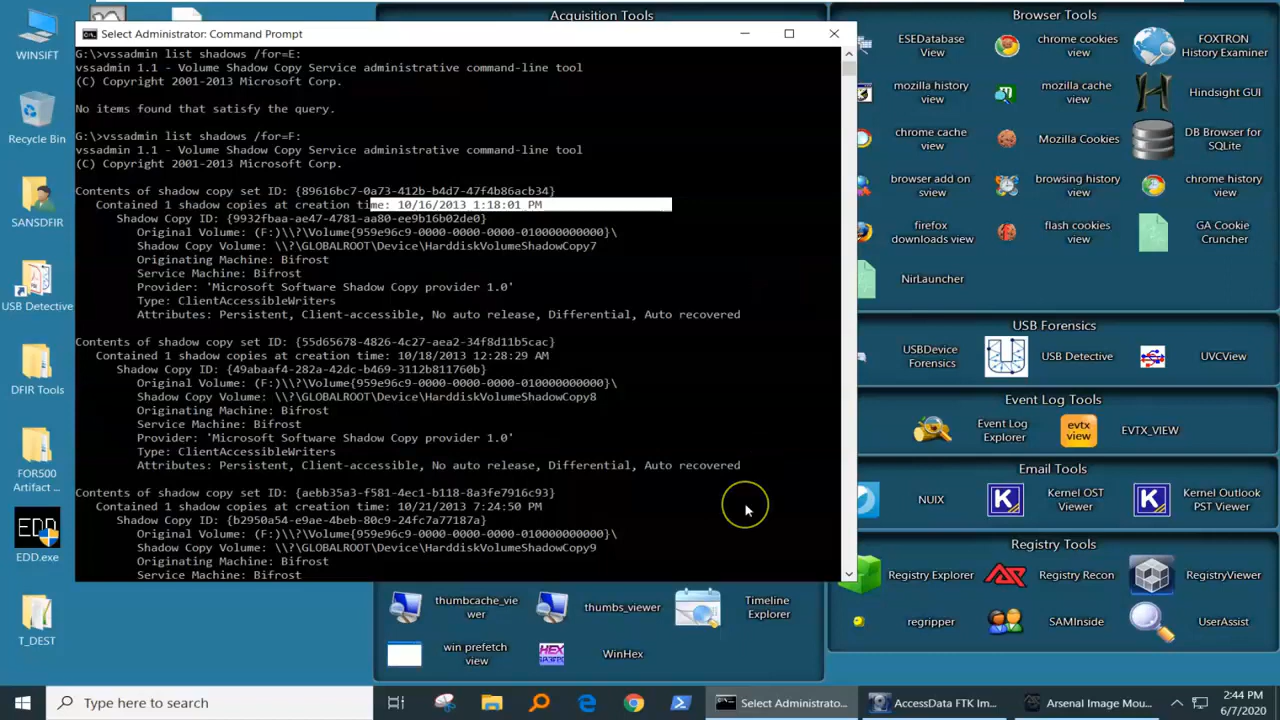 Acquisition Tools
Browser Tools
WINSIFT
Recycle Bin
SANSDFIR
USB Detective
DFIR Tools
FOR500
Artifact ...
EDD.exe
T_DEST
Select Administrator: Command Prompt
G:\>vssadmin list shadows /for=E:
vssadmin 1.1 - Volume Shadow Copy Service administrative command-line tool
(C) Copyright 2001-2013 Microsoft Corp.
No items found that satisfy the query.
G:\>vssadmin list shadows /for=F:
vssadmin 1.1 - Volume Shadow Copy Service administrative command-line tool
(C) Copyright 2001-2013 Microsoft Corp.
Contents of shadow copy set ID: {89616bc7-0a73-412b-b4d7-47f4b86acb34}
Contained 1 shadow copies at creation time: 10/16/2013 1:18:01 PM
Shadow Copy ID: {9932fbaa-ae47-4781-aa80-ee9b16b02de0}
Original Volume: (F:)\\?\Volume{959e96c9-0000-0000-0000-010000000000}\
Shadow Copy Volume: \\?\GLOBALROOT\Device\HarddiskVolumeShadowCopy7
Originating Machine: Bifrost
Service Machine: Bifrost
Provider: 'Microsoft Software Shadow Copy provider 1.0'
Type: ClientAccessibleWriters
Attributes: Persistent, Client-accessible, No auto release, Differential, Auto recovered
Contents of shadow copy set ID: {55d65678-4826-4c27-aea2-34f8d11b5cac}
Contained 1 shadow copies at creation time: 10/18/2013 12:28:29 AM
Shadow Copy ID: {49abaaf4-282a-42dc-b469-3112b811760b}
Original Volume: (F:)\\?\Volume{959e96c9-0000-0000-0000-010000000000}\
Shadow Copy Volume: \\?\GLOBALROOT\Device\HarddiskVolumeShadowCopy8
Originating Machine: Bifrost
Service Machine: Bifrost
Provider: 'Microsoft Software Shadow Copy provider 1.0'
Type: ClientAccessibleWriters
Attributes: Persistent, Client-accessible, No auto release, Differential, Auto recovered
Contents of shadow copy set ID: {aebb35a3-f581-4ec1-b118-8a3fe7916c93}
Contained 1 shadow copies at creation time: 10/21/2013 7:24:50 PM
Shadow Copy ID: {b2950a54-e9ae-4beb-80c9-24fc7a77187a}
Original Volume: (F:)\\?\Volume{959e96c9-0000-0000-0000-010000000000}\
Shadow Copy Volume: \\?\GLOBALROOT\Device\HarddiskVolumeShadowCopy9
Originating Machine: Bifrost
Service Machine: Bifrost
ESEDatabase
View
chrome cookies
view
FOXTRON
History Examiner
mozilla history
view
mozilla cache
view
Hindsight GUI
chrome cache
view
Mozilla Cookies
DB Browser for
SQLite
browser add on
sview
browsing history
view
Google Analytics
firefox
downloads view
flash cookies
view
GA Cookie
Cruncher
NirLauncher
USB Forensics
USBDevice
Forensics
USB Detective
UVCView
Event Log Tools
Event Log
Explorer
evtx
view
EVTX_VIEW
Email Tools
NUIX
Kernel OST
Viewer
Kernel Outlook
PST Viewer
Registry Tools
Registry Explorer
Registry Recon
RegistryViewer
regripper
SAMInside
UserAssist
thumbcache_vie
wer
thumbs_viewer
Timeline
Explorer
win prefetch
view
HEX
WinHex
Type here to search
Select Administrato...
AccessData FTK Im...
Arsenal Image Mou...
2:44 PM
6/7/2020